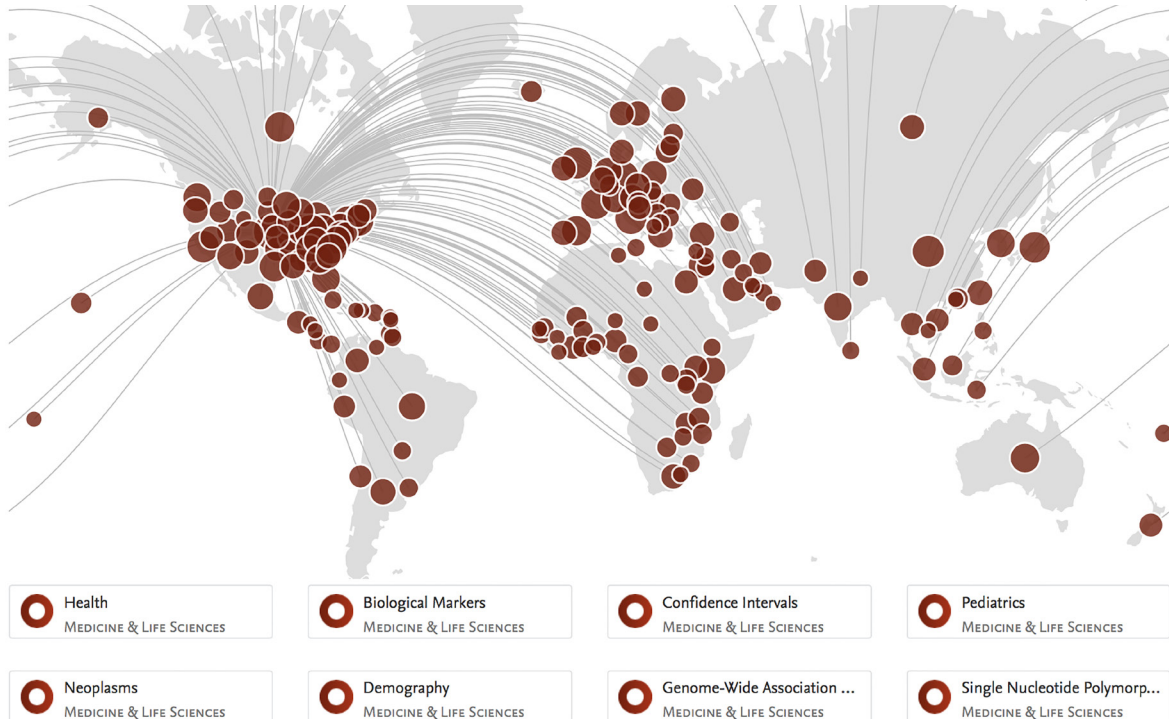 Health
MEDICINE & LIFE SCIENCES
Biological Markers
MEDICINE & LIFE SCIENCES
Confidence Intervals
MEDICINE & LIFE SCIENCES
Pediatrics
MEDICINE & LIFE SCIENCES
Neoplasms
MEDICINE & LIFE SCIENCES
Demography
MEDICINE & LIFE SCIENCES
Genome-Wide Association ...
MEDICINE & LIFE SCIENCES
Single Nucleotide Polymorp...
MEDICINE & LIFE SCIENCES